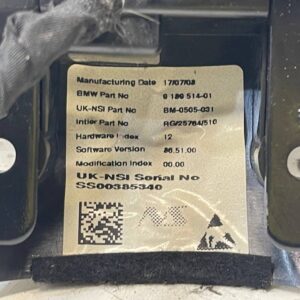 Manufacturing Date 17/07/08
BMW Part No 9 189 514-01
UK-NSI Part No BM-0505-031
Intier Part No RG/25764/510
Hardware Index 12
Software Version 86.51.00
Modification Index 00.00
UK-NSI Serial No
SS00385340